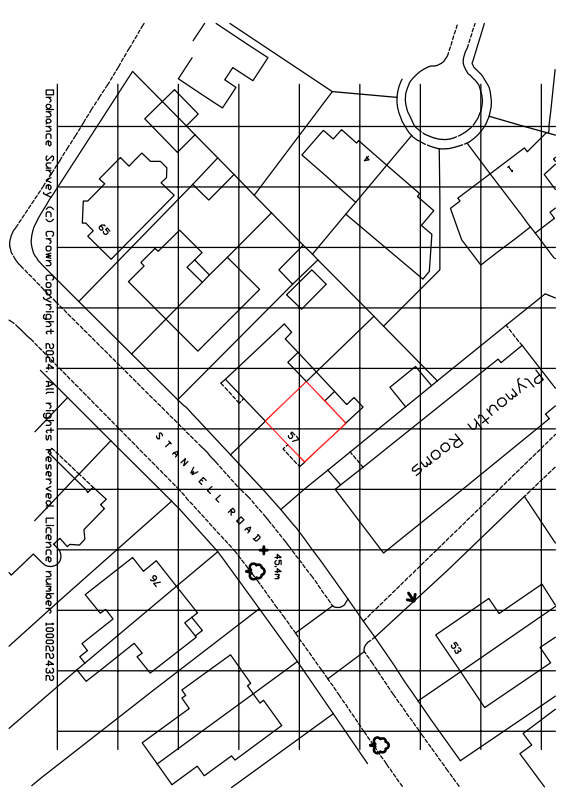 Ordnance Survey (c) Crown Copyright 2024. All rights reserved. Licence number 100022432
4
1
65
Plymouth Rooms
57
STANWELL ROAD
45.4m
76
53